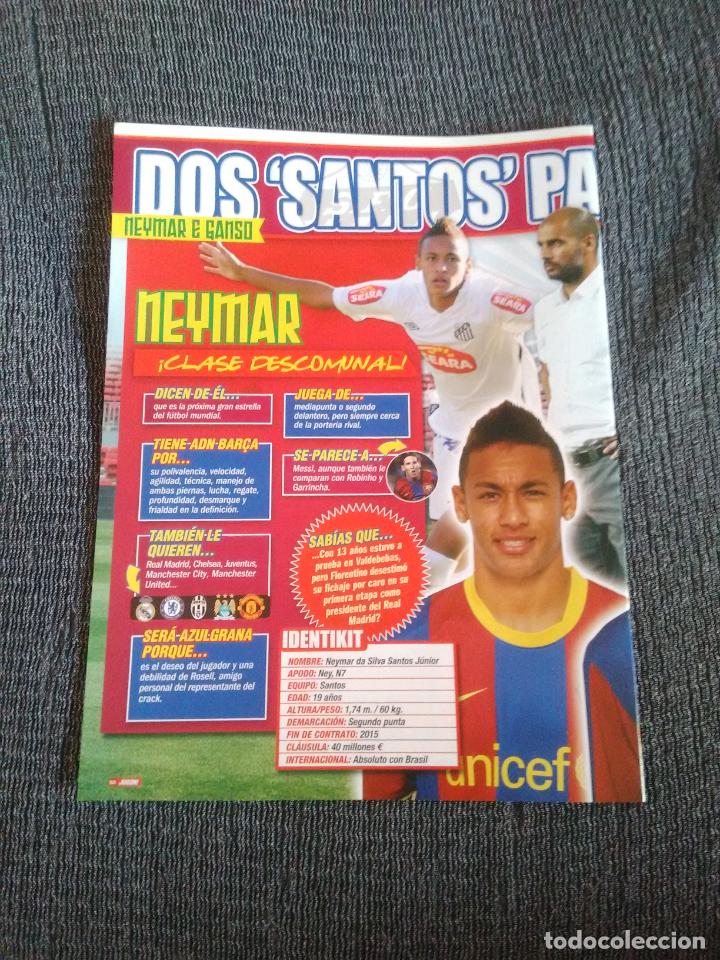 DOS 'SANTOS' PA
NEYMAR E GANSO
SEARA
SEARA
SEARA
NEYMAR
¡CLASE DESCOMUNAL!
DICEN DE ÉL...
que es la próxima gran estrella
del fútbol mundial.
JUEGA DE...
mediapunta o segundo
delantero, pero siempre cerca de
la portería rival.
TIENE ADN BARÇA
POR...
su polivalencia, velocidad,
agilidad, técnica, manejo de
ambas piernas, lucha, regate,
profundidad, desmarque y
frialdad en la definición.
SE PARECE A...
Messi, aunque también le
comparan con Robinho y
Garrincha.
TAMBIÉN LE
QUIEREN...
Real Madrid, Chelsea, Juventus,
Manchester City, Manchester
United...
SABÍAS QUE...
...Con 13 años estuvo a
prueba en Valdebebas,
pero Florentino desestimó
su fichaje por caro en su
primera etapa como
presidente del Real
Madrid?
SERÁ AZULGRANA
PORQUE...
es el deseo del jugador y una
debilidad de Rosell, amigo
personal del representante del
crack.
IDENTIKIT
NOMBRE: Neymar da Silva Santos Júnior
APODO: Ney, N7
EQUIPO: Santos
EDAD: 19 años
ALTURA/PESO: 1,74 m. / 60 kg.
DEMARCACIÓN: Segundo punta
FIN DE CONTRATO: 2015
CLÁUSULA: 40 millones €
INTERNACIONAL: Absoluto con Brasil
unicef
JUGON!
todocoleccion
todocoleccion.net